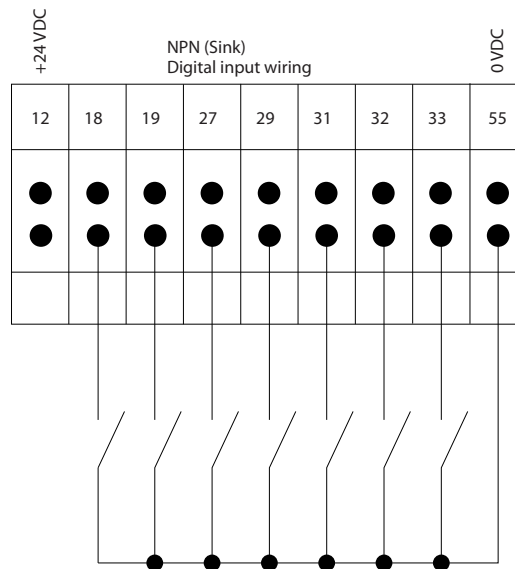 +24 VDC
NPN (Sink)
Digital input wiring
0 VDC
12 18 19 27 29 31 32 33 55